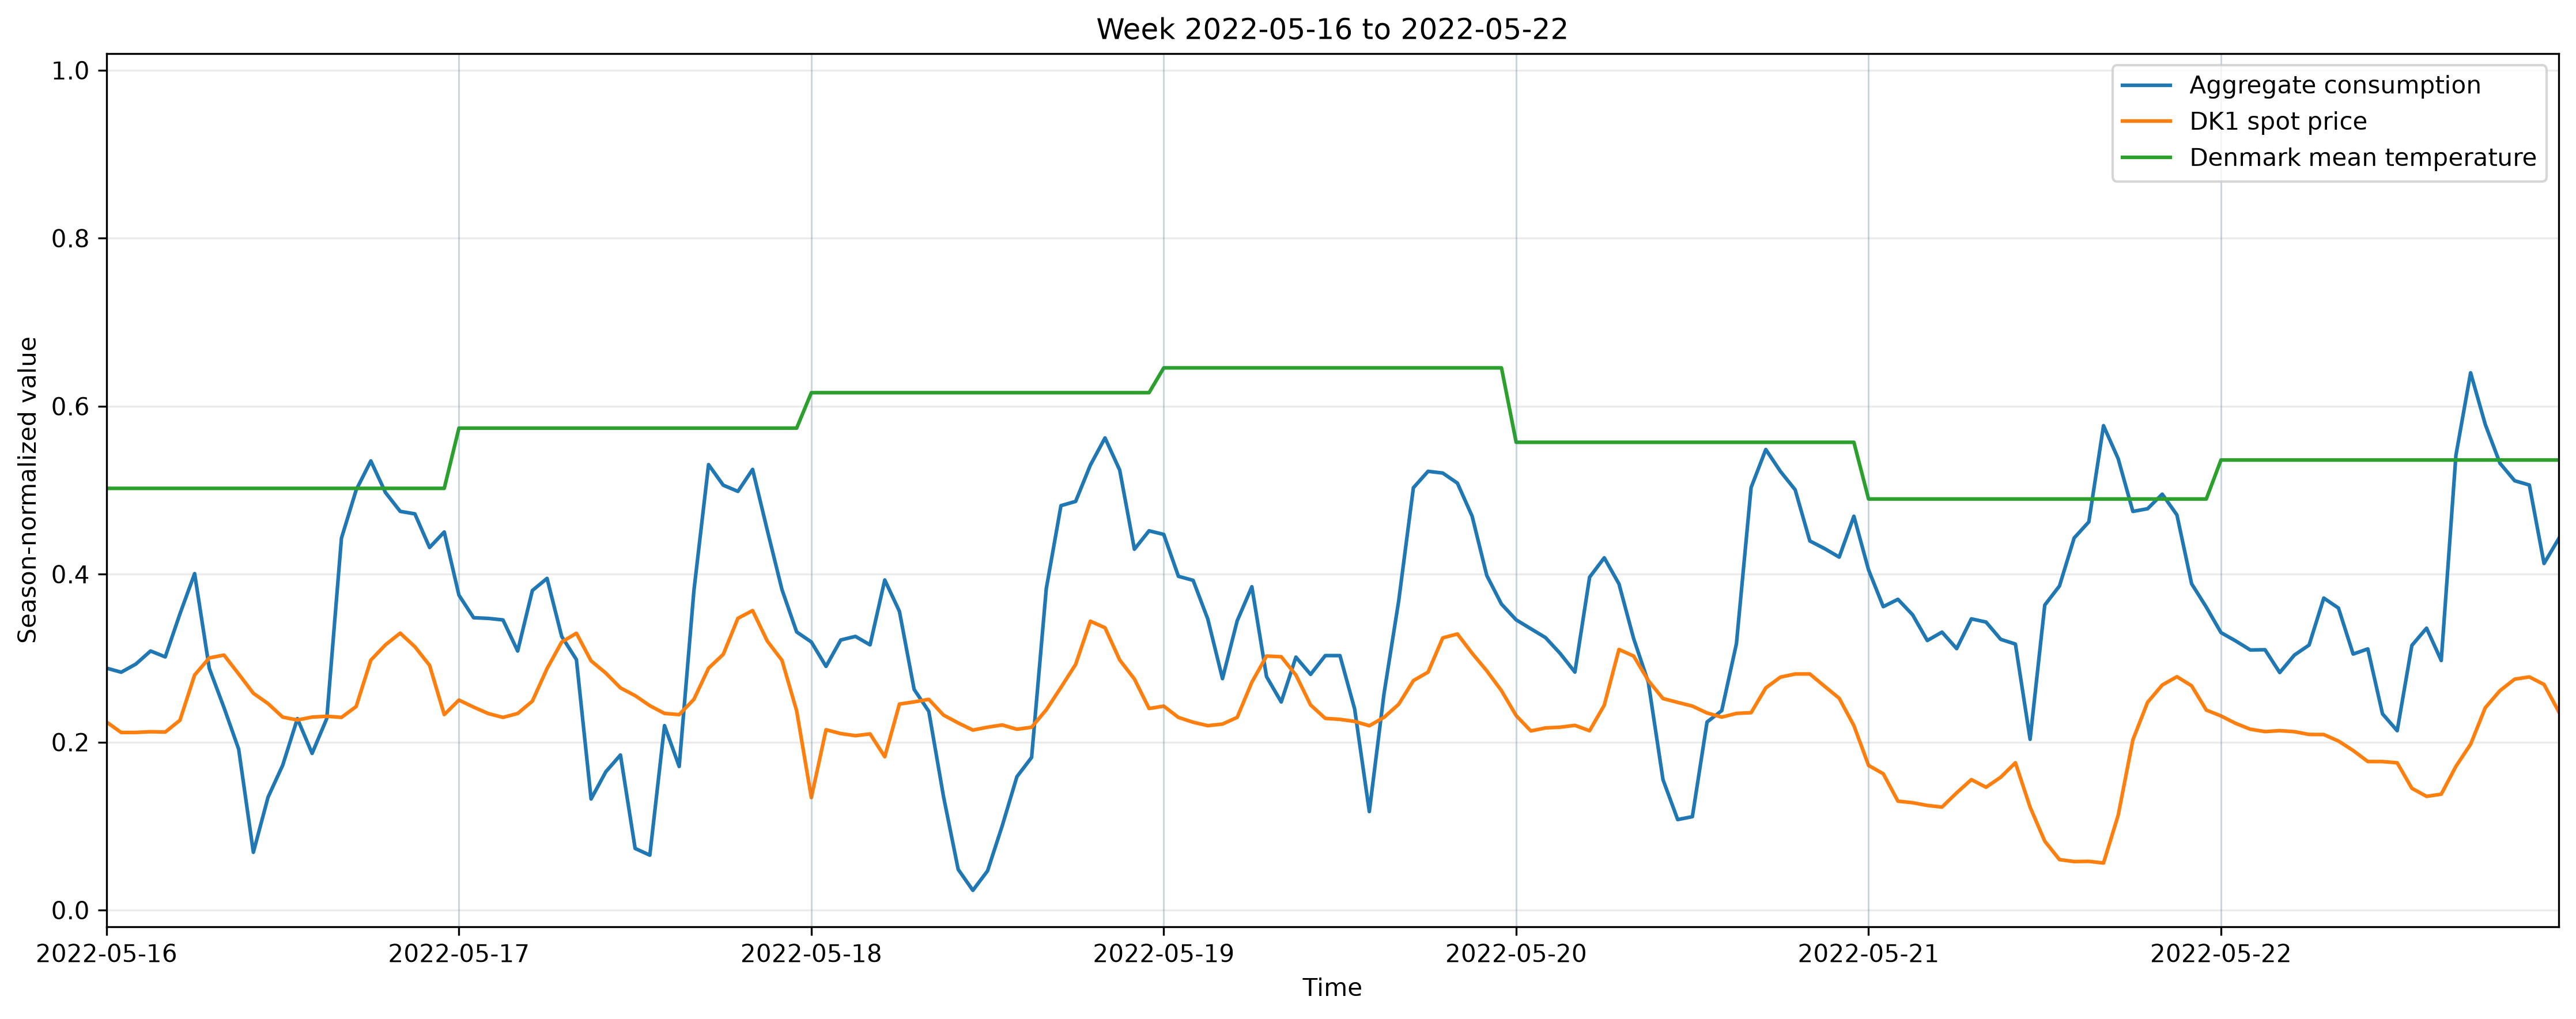 Week 2022-05-16 to 2022-05-22
Aggregate consumption
DK1 spot price
Denmark mean temperature
Season-normalized value
1.0
0.8
0.6
0.4
0.2
0.0
2022-05-16 2022-05-17 2022-05-18 2022-05-19 2022-05-20 2022-05-21 2022-05-22
Time